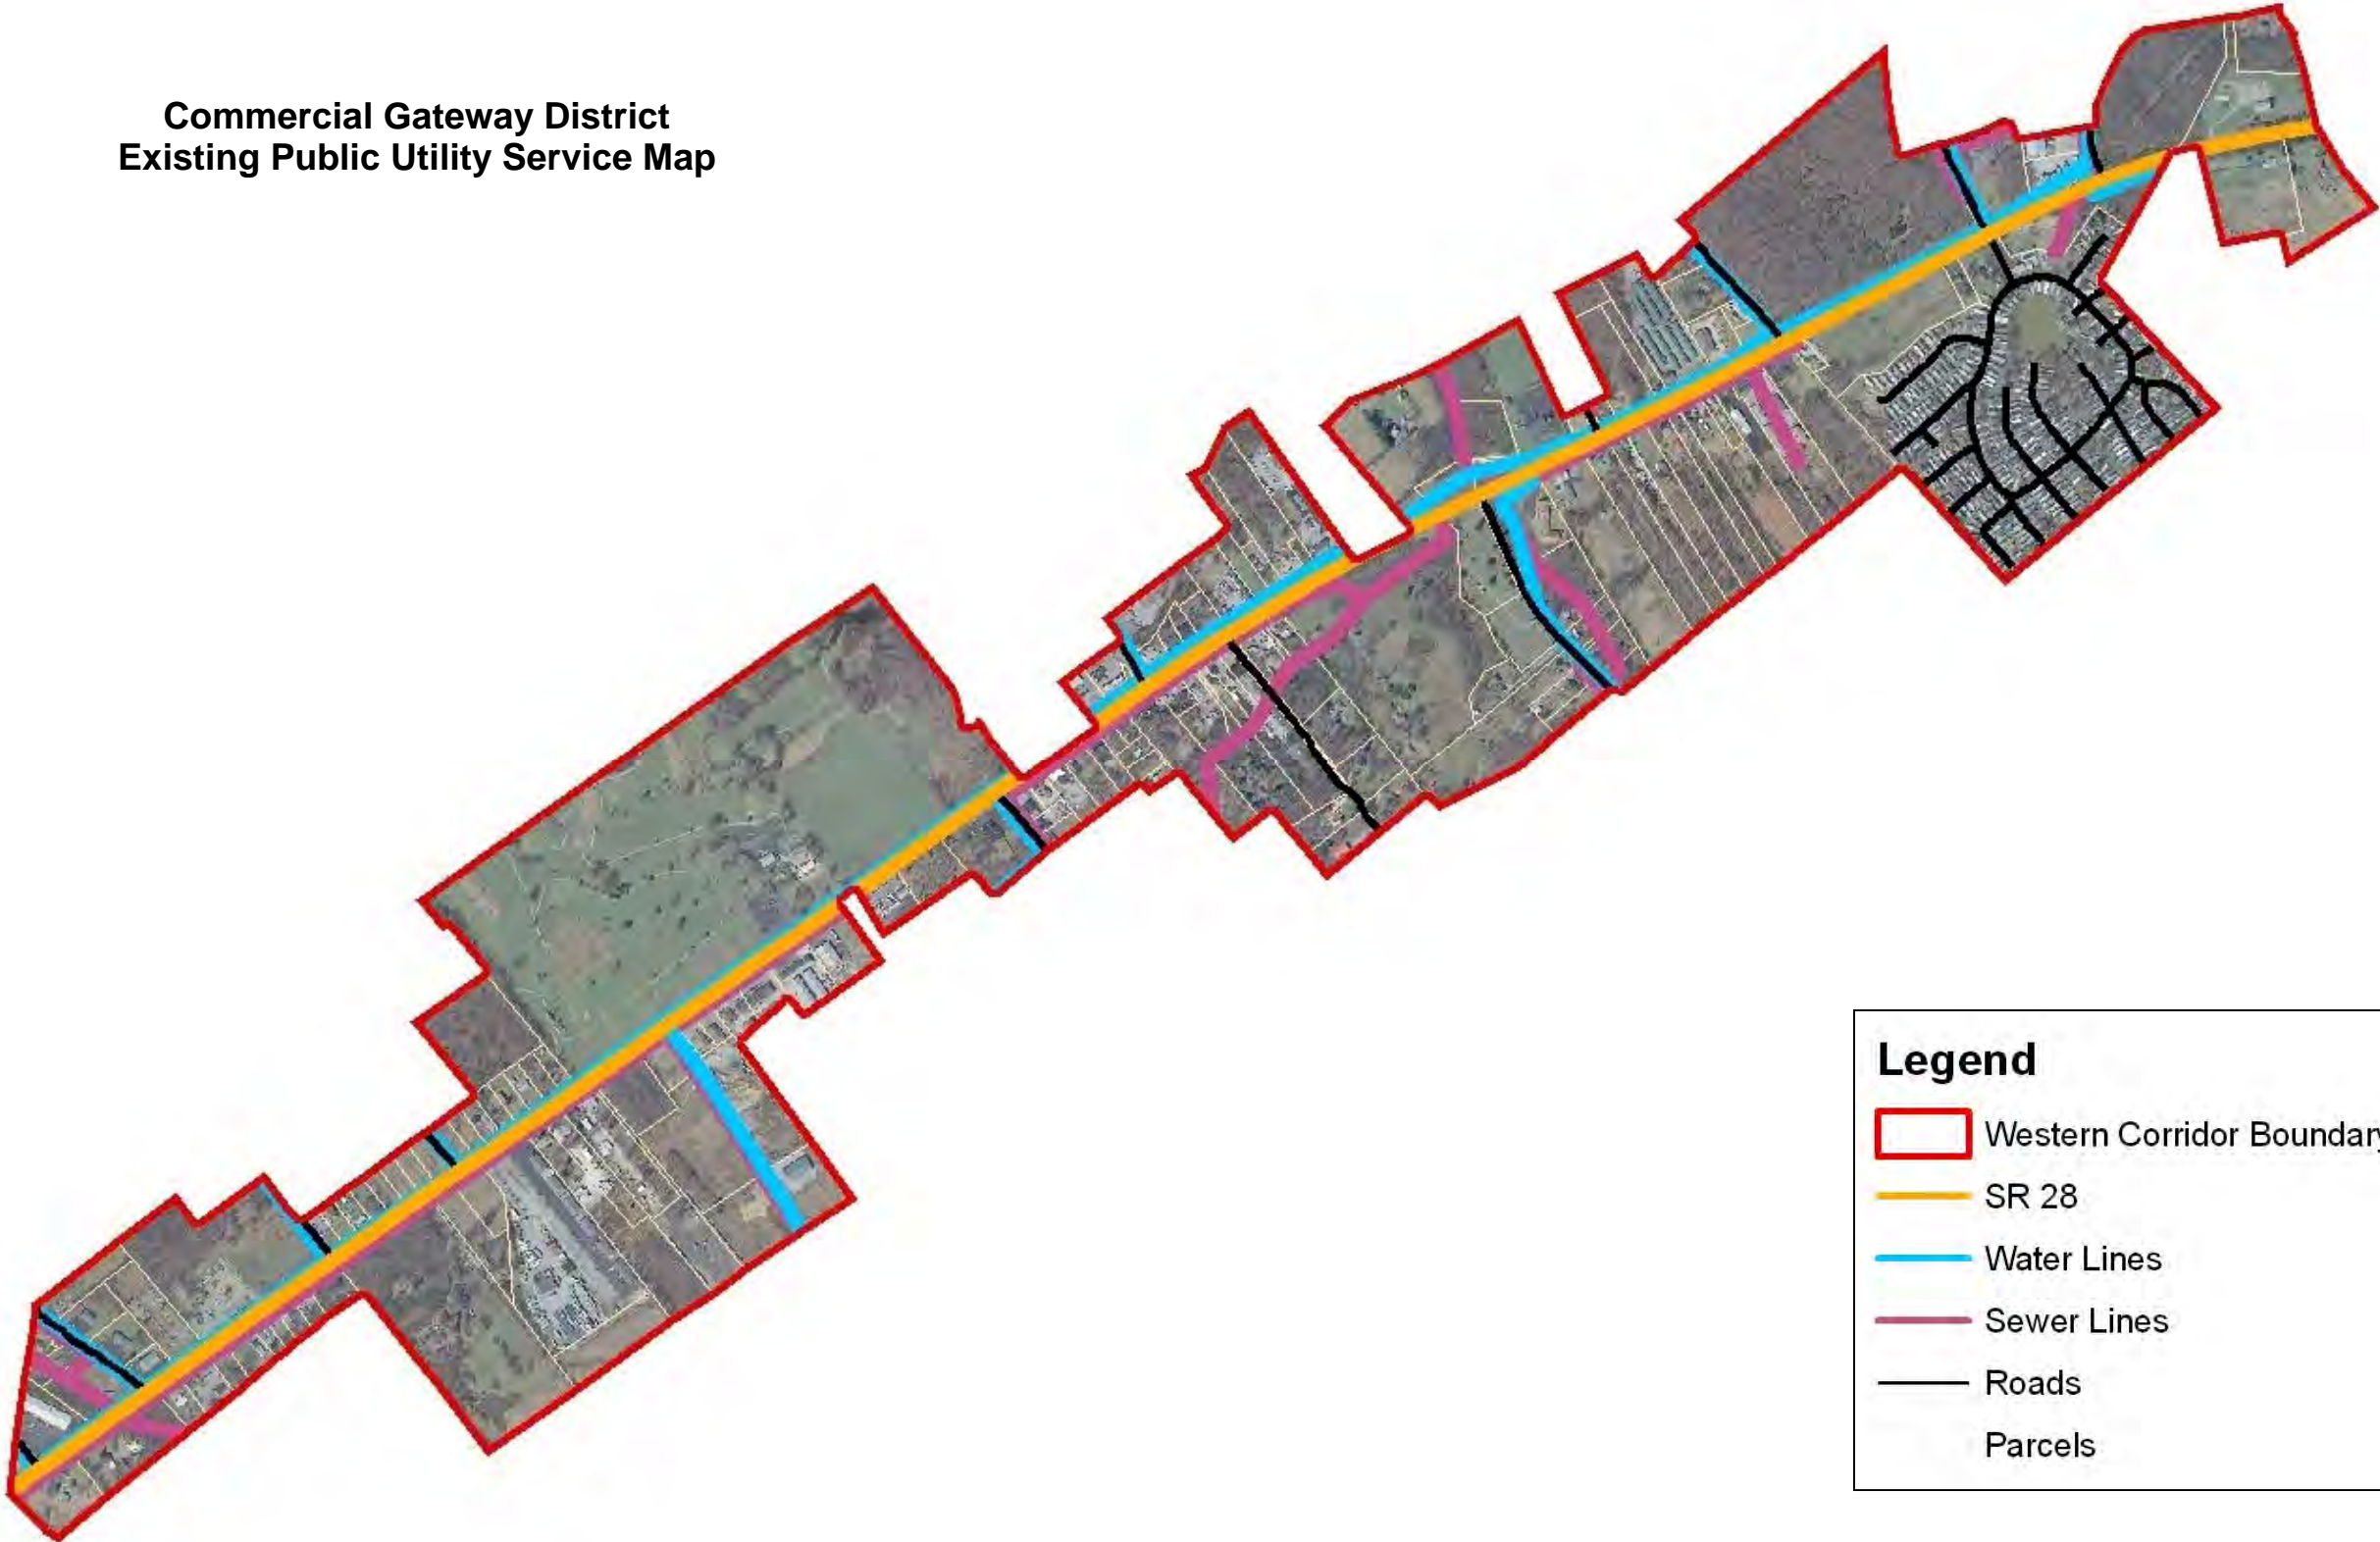 Commercial Gateway District
Existing Public Utility Service Map
Legend
Western Corridor Boundary
SR 28
Water Lines
Sewer Lines
Roads
Parcels